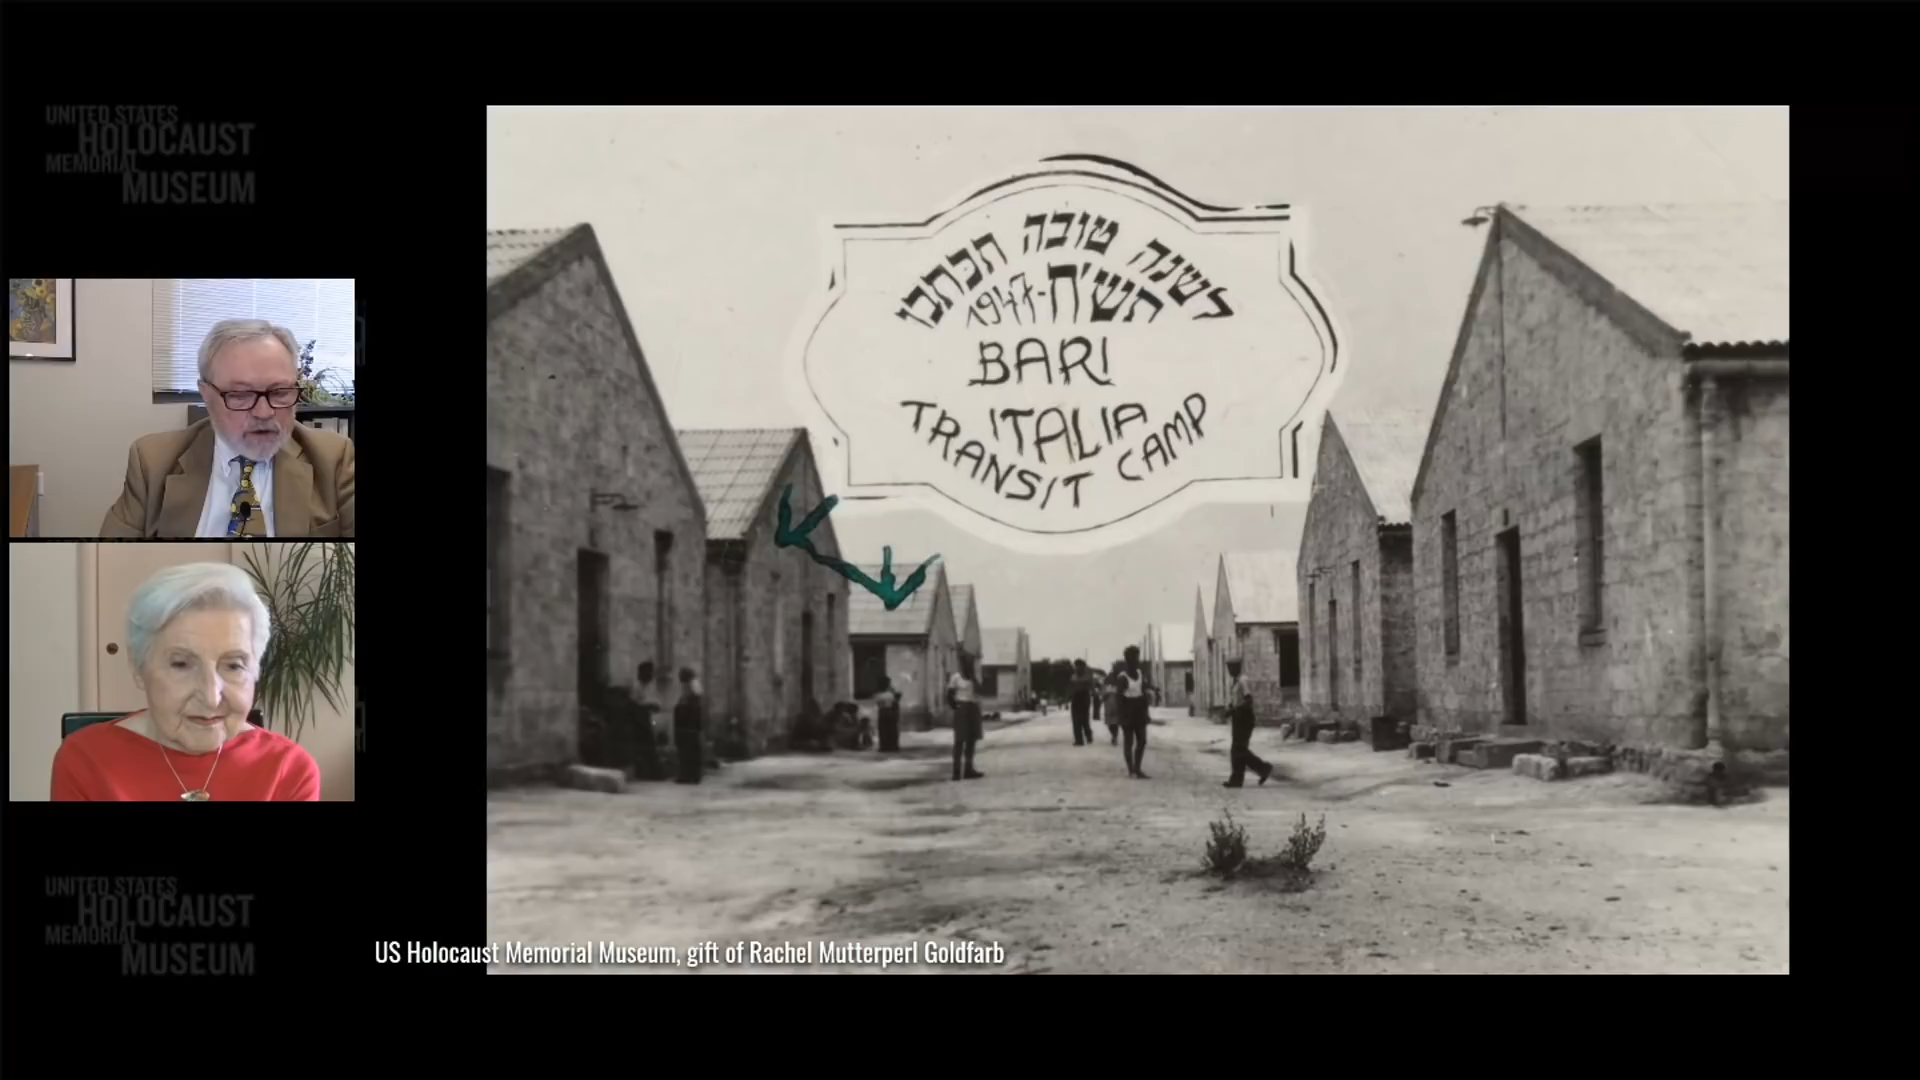 UNITED STATES
HOLOCAUST
MEMORIAL
MUSEUM
לשנה טובה תכתבו
1947-תש'ח
BARI
ITALIA
TRANSIT CAMP
US Holocaust Memorial Museum, gift of Rachel Mutterperl Goldfarb
UNITED STATES
HOLOCAUST
MEMORIAL
MUSEUM